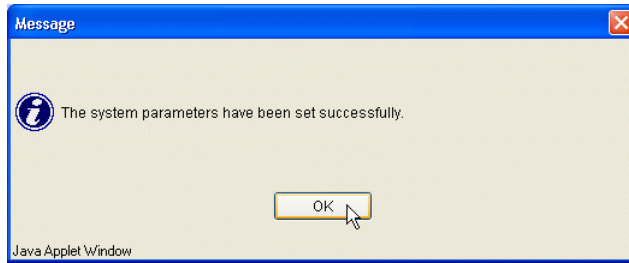 Message
The system parameters have been set successfully.
OK
Java Applet Window